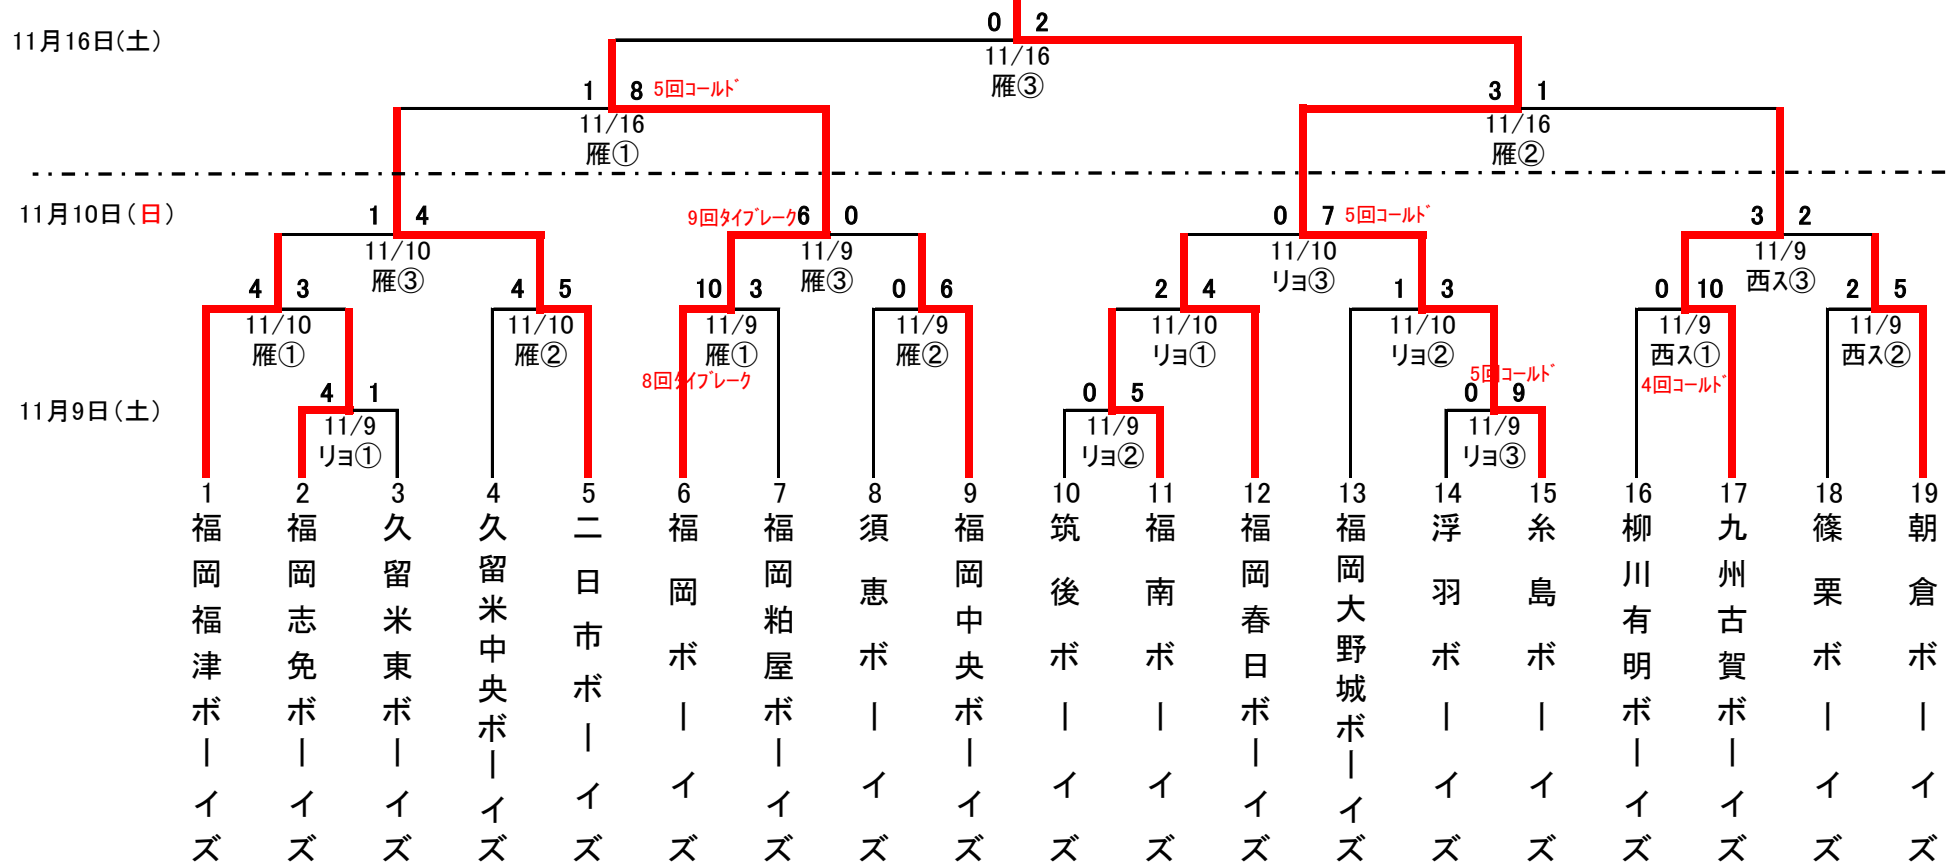 0 2
11月16日(土)
11/16
雁③
1 8 5回ｺｰﾙﾄﾞ
3 1
11/16
雁①
11/16
雁②
11月10日(日)
1 4
9回ﾀｲﾌﾞﾚｰｸ 6 0
0 7 5回ｺｰﾙﾄﾞ
3 2
11/10
雁③
11/9
雁③
11/10
リョ③
11/9
西ス③
4 3
4 5
10 3
0 6
2 4
1 3
0 10
2 5
11/10
雁①
11/10
雁②
11/9
雁①
11/9
雁②
11/10
リョ①
11/10
リョ②
11/9
西ス①
11/9
西ス②
8回ﾀｲﾌﾞﾚｰｸ
5回ｺｰﾙﾄﾞ
4回ｺｰﾙﾄﾞ
11月9日(土)
4 1
0 5
0 9
11/9
リョ①
11/9
リョ②
11/9
リョ③
1 2 3 4 5 6 7 8 9 10 11 12 13 14 15 16 17 18 19
福岡福津ボーイズ
福岡志免ボーイズ
久留米東ボーイズ
久留米中央ボーイズ
二日市ボーイズ
福岡ボーイズ
福岡粕屋ボーイズ
須恵ボーイズ
福岡中央ボーイズ
筑後ボーイズ
福南ボーイズ
福岡春日ボーイズ
福岡大野城ボーイズ
浮羽ボーイズ
糸島ボーイズ
柳川有明ボーイズ
九州古賀ボーイズ
篠栗ボーイズ
朝倉ボーイズ